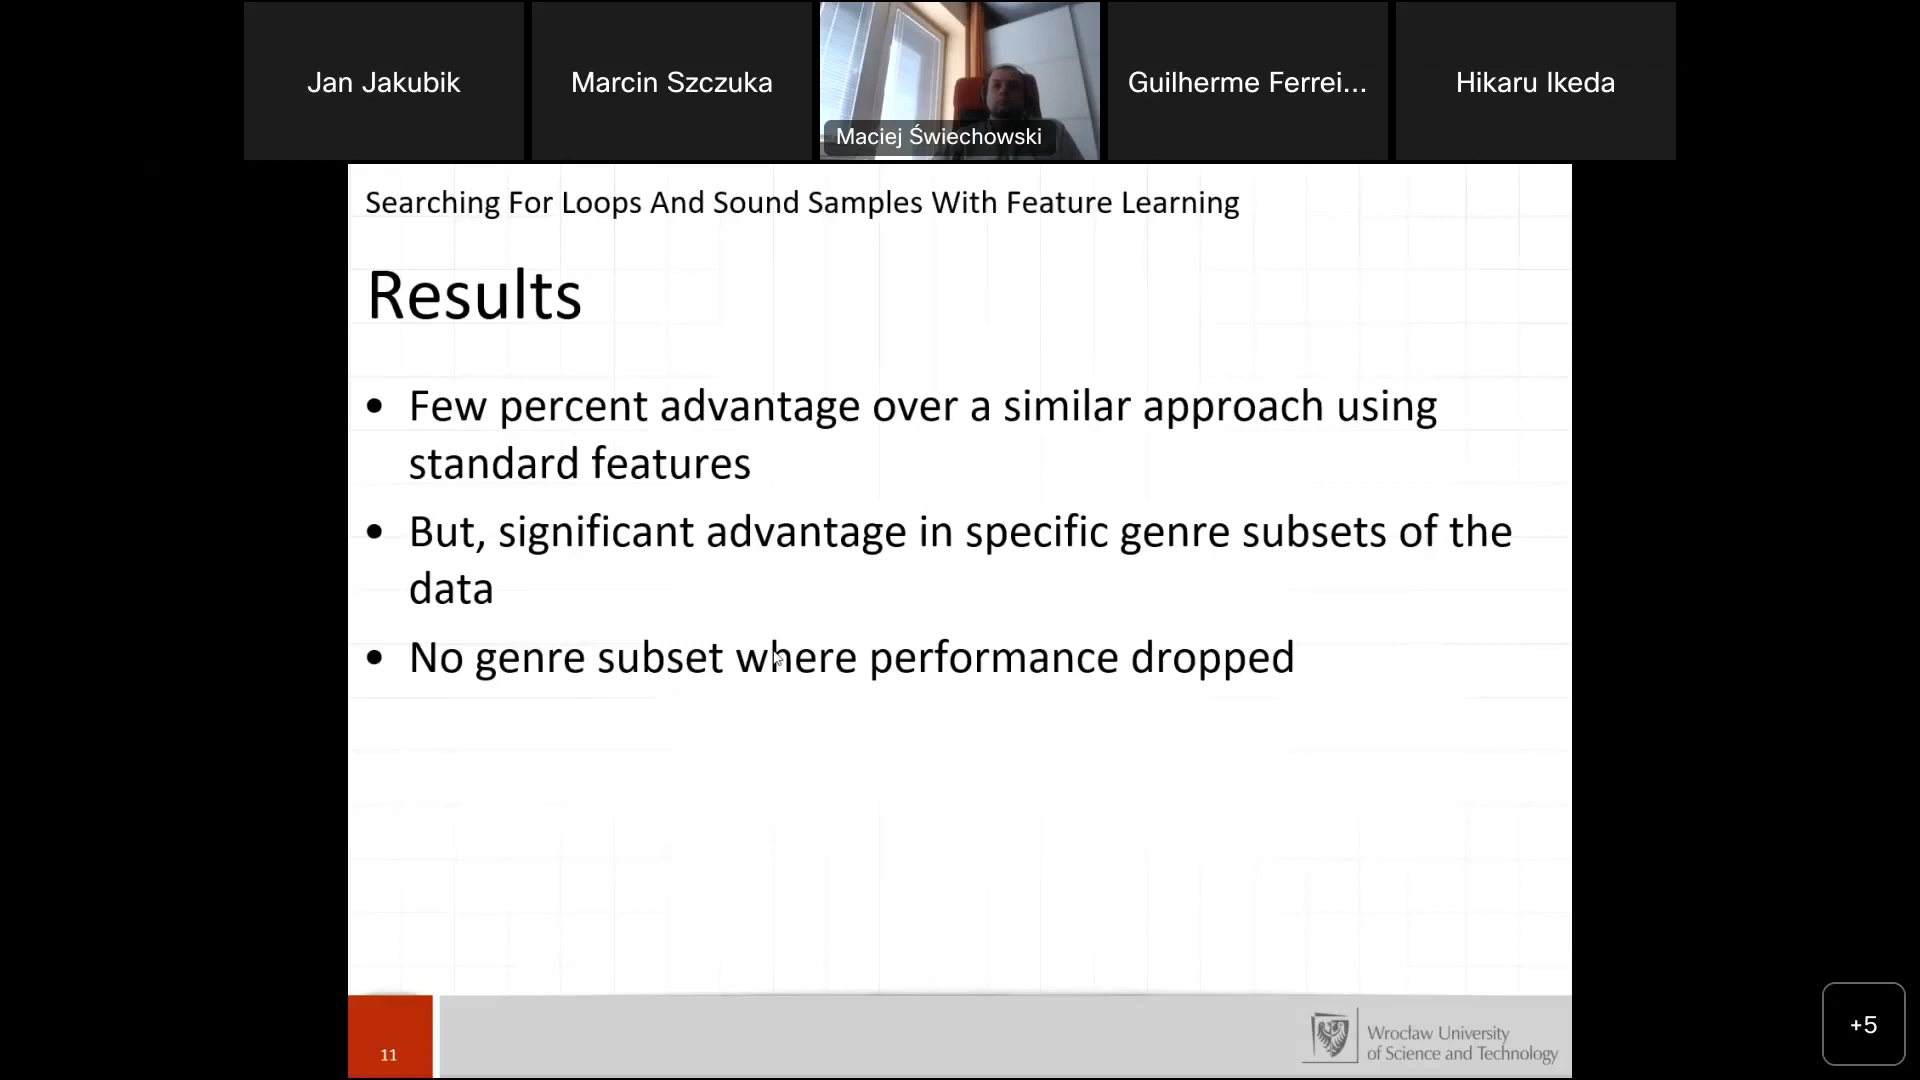 Jan Jakubik
Marcin Szczuka
Maciej Świechowski
Guilherme Ferrei...
Hikaru Ikeda
Searching For Loops And Sound Samples With Feature Learning
Results
• Few percent advantage over a similar approach using
standard features
• But, significant advantage in specific genre subsets of the
data
• No genre subset where performance dropped
11
Wrocław University
of Science and Technology
+5